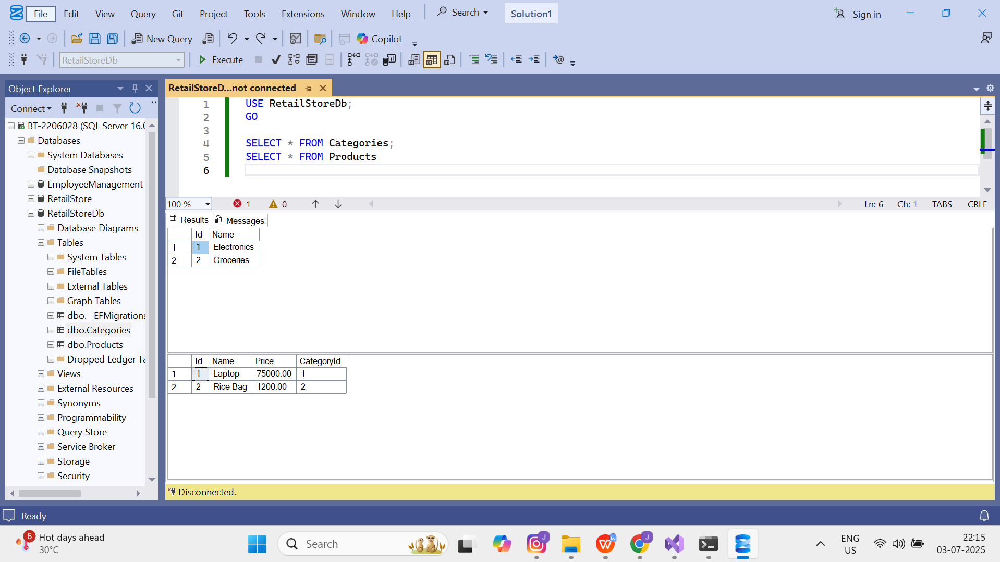 File Edit View Query Git Project Tools Extensions Window Help Search Solution1 Sign in
New Query Copilot
RetailStoreDb Execute
Object Explorer
Connect
BT-2206028 (SQL Server 16.0
Databases
System Databases
Database Snapshots
EmployeeManagement
RetailStore
RetailStoreDb
Database Diagrams
Tables
System Tables
FileTables
External Tables
Graph Tables
dbo.__EFMigrations
dbo.Categories
dbo.Products
Dropped Ledger Ta
Views
External Resources
Synonyms
Programmability
Query Store
Service Broker
Storage
Security
RetailStoreD...not connected
1 USE RetailStoreDb;
2 GO
3
4 SELECT * FROM Categories;
5 SELECT * FROM Products
6
100 % 1 0 Ln: 6 Ch: 1 TABS CRLF
Results Messages
Id Name
1 1 Electronics
2 2 Groceries
Id Name Price CategoryId
1 1 Laptop 75000.00 1
2 2 Rice Bag 1200.00 2
Disconnected.
Ready
6 Hot days ahead
30°C
Search
J
W
J
ENG
US
22:15
03-07-2025